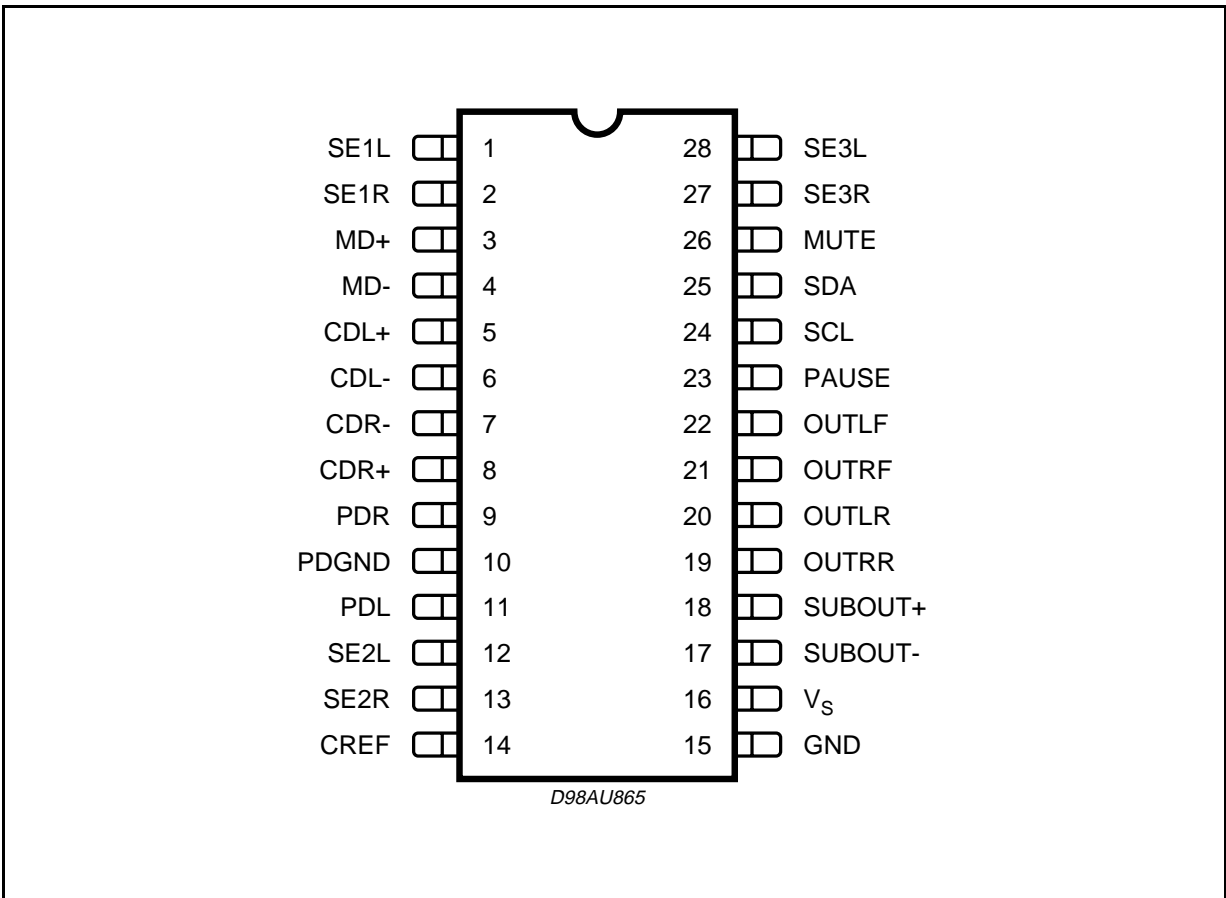 SE1L 1 28 SE3L
SE1R 2 27 SE3R
MD+ 3 26 MUTE
MD- 4 25 SDA
CDL+ 5 24 SCL
CDL- 6 23 PAUSE
CDR- 7 22 OUTLF
CDR+ 8 21 OUTRF
PDR 9 20 OUTLR
PDGND 10 19 OUTRR
PDL 11 18 SUBOUT+
SE2L 12 17 SUBOUT-
SE2R 13 16 VS
CREF 14 15 GND
D98AU865